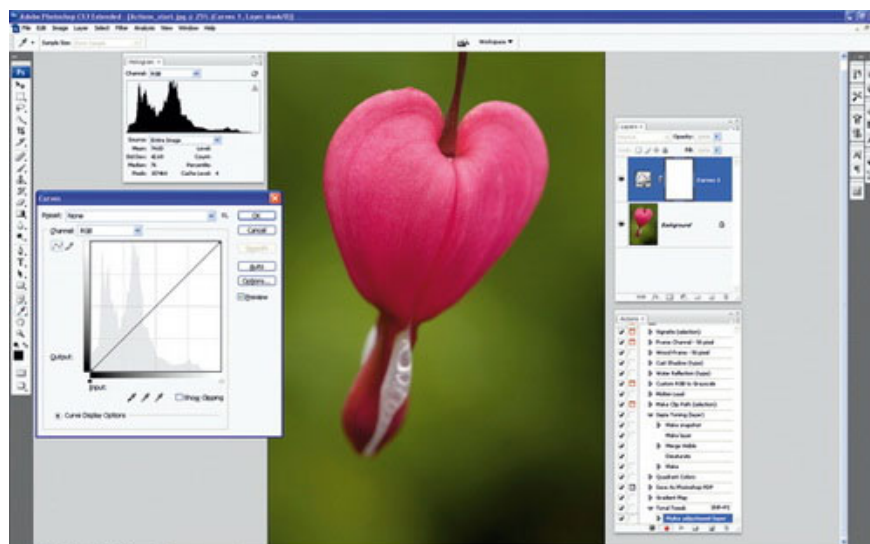 Adobe Photoshop CS3 Extended - [Actions_start.jpg @ 25% (Curves 1, Layer Mask/8)]
File Edit Image Layer Select Filter Analysis View Window Help
Sample Size:
Workspace ▼
Histogram ×
Channel: RGB
Source: Entire Image
Mean: Level:
Std Dev: Count:
Median: Percentile:
Pixels: Cache Level: 4
Curves
Preset: None
OK
Channel: RGB
Cancel
Auto
Options...
Preview
Output:
Input:
Show Clipping
Curve Display Options
Layers ×
Opacity:
Fill:
Curves 1
Background
Actions ×
Vignette (selection)
Frame Channel - 50 pixel
Wood Frame - 50 pixel
Cast Shadow (type)
Water Reflection (type)
Custom RGB to Grayscale
Molten Lead
Make Clip Path (selection)
Sepia Toning (layer)
Make snapshot
Make layer
Merge Visible
Desaturate
Make
Quadrant Colors
Save As Photoshop PDF
Gradient Map
Tonal Tweak Shft+F2
Make adjustment layer